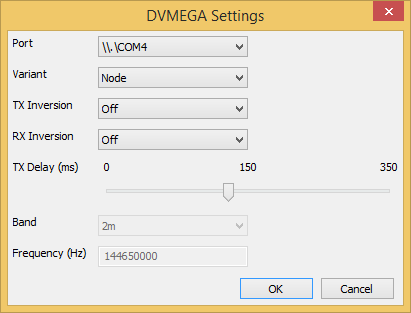 DVMEGA Settings
Port
\\.\COM4
Variant
Node
TX Inversion
Off
RX Inversion
Off
TX Delay (ms)
0
150
350
Band
2m
Frequency (Hz)
144650000
OK
Cancel